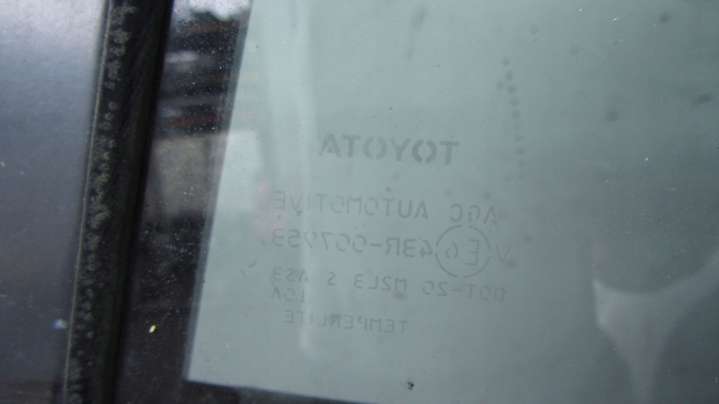 TOYOTA
AGC AUTOMOTIVE
E6 43R-007953
DOT-20 M2L3 S AS3
TEMPERLITE